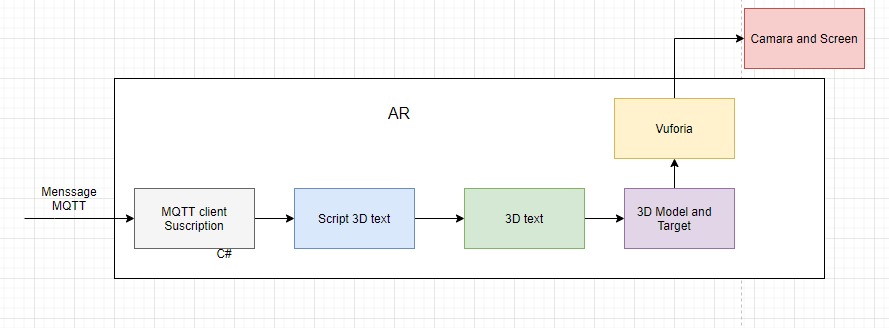 Camara and Screen
AR
Vuforia
Menssage
MQTT
MQTT client
Suscription
C#
Script 3D text
3D text
3D Model and
Target